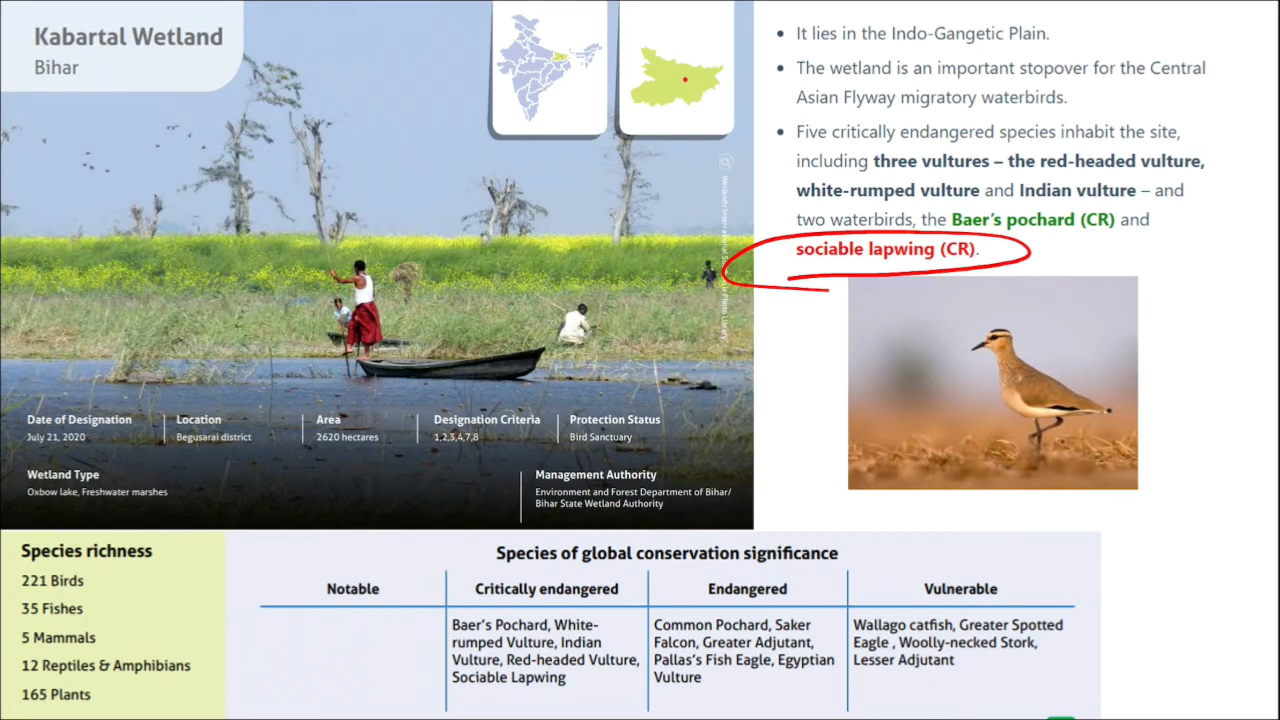 Kabartal Wetland
Bihar
Date of Designation
July 21, 2020
Location
Begusarai district
Area
2620 hectares
Designation Criteria
1,2,3,4,7,8
Protection Status
Bird Sanctuary
Wetland Type
Oxbow lake, Freshwater marshes
Management Authority
Environment and Forest Department of Bihar/
Bihar State Wetland Authority
• It lies in the Indo-Gangetic Plain.
• The wetland is an important stopover for the Central
Asian Flyway migratory waterbirds.
• Five critically endangered species inhabit the site,
including three vultures – the red-headed vulture,
white-rumped vulture and Indian vulture – and
two waterbirds, the Baer's pochard (CR) and
sociable lapwing (CR).
Wetlands International
Photo Library
Species richness
221 Birds
35 Fishes
5 Mammals
12 Reptiles & Amphibians
165 Plants
Species of global conservation significance
Notable
Critically endangered
Baer's Pochard, White-
rumped Vulture, Indian
Vulture, Red-headed Vulture,
Sociable Lapwing
Endangered
Common Pochard, Saker
Falcon, Greater Adjutant,
Pallas's Fish Eagle, Egyptian
Vulture
Vulnerable
Wallago catfish, Greater Spotted
Eagle , Woolly-necked Stork,
Lesser Adjutant